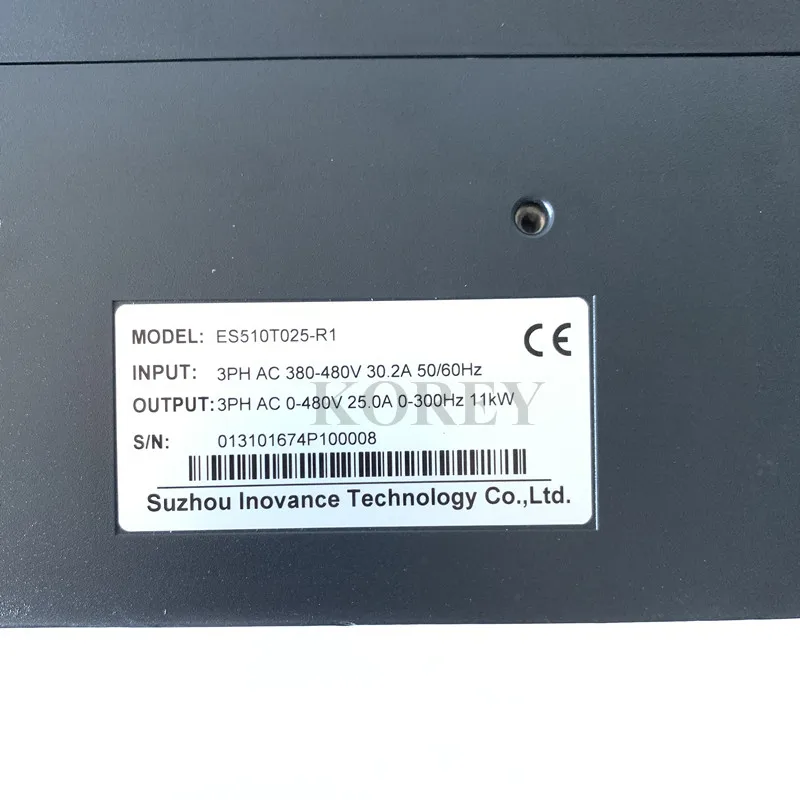 MODEL: ES510T025-R1
CE
INPUT: 3PH AC 380-480V 30.2A 50/60Hz
KOREY
OUTPUT: 3PH AC 0-480V 25.0A 0-300Hz 11kW
S/N: 013101674P100008
Suzhou Inovance Technology Co.,Ltd.